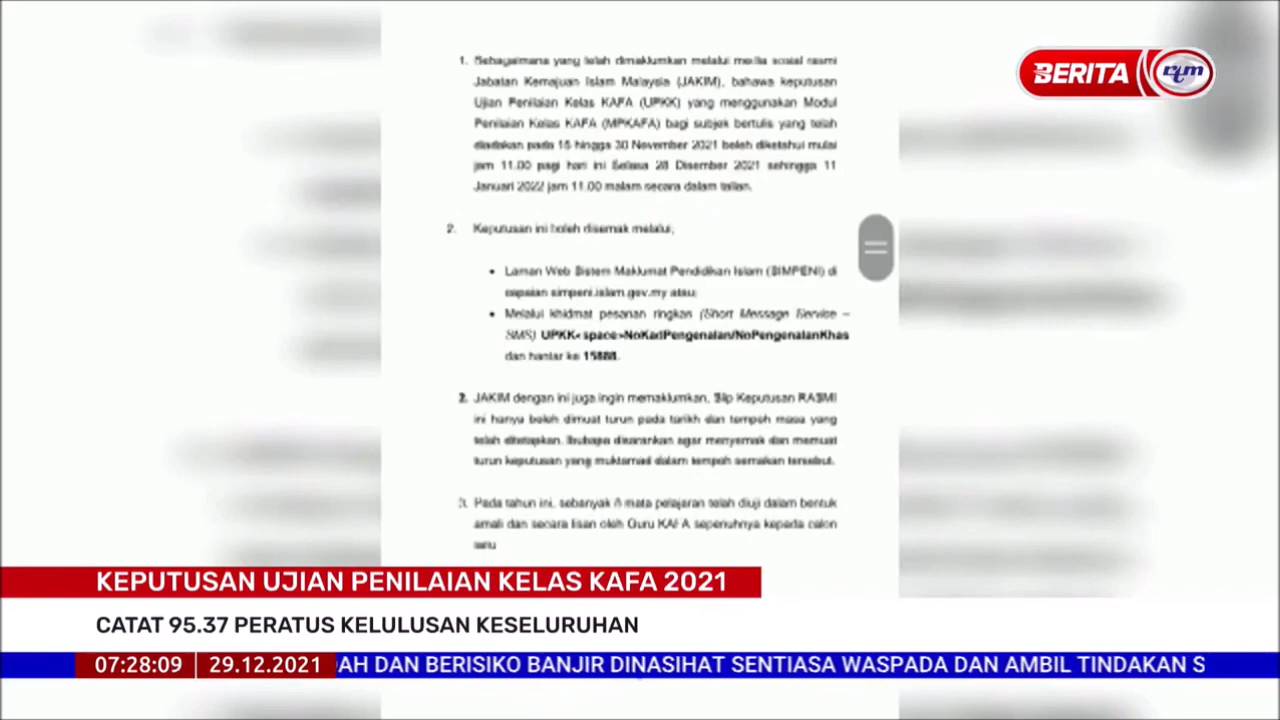 BERITA rtm
1. Sebagaimana yang telah dimaklumkan melalui media sosial rasmi
Jabatan Kemajuan Islam Malaysia (JAKIM), bahawa keputusan
Ujian Penilaian Kelas KAFA (UPKK) yang menggunakan Modul
Penilaian Kelas KAFA (MPKAFA) bagi subjek bertulis yang telah
diadakan pada 15 hingga 30 November 2021 boleh diketahui mulai
jam 11.00 pagi hari ini Selasa 28 Disember 2021 sehingga 11
Januari 2022 jam 11.00 malam secara dalam talian.
2. Keputusan ini boleh disemak melalui;
• Laman Web Sistem Maklumat Pendidikan Islam (SIMPENI) di
capaian simpeni.islam.gov.my atau;
• Melalui khidmat pesanan ringkas (Short Message Service –
SMS) UPKK<space>NoKadPengenalan/NoPengenalanKhas
dan hantar ke 15888.
2. JAKIM dengan ini juga ingin memaklumkan, Slip Keputusan RASMI
ini hanya boleh dimuat turun pada tarikh dan tempoh masa yang
telah ditetapkan. Ibubapa disarankan agar menyemak dan memuat
turun keputusan yang muktamad dalam tempoh semakan tersebut.
3. Pada tahun ini, sebanyak 8 mata pelajaran telah diuji dalam bentuk
amali dan secara lisan oleh Guru KAFA sepenuhnya kepada calon
KEPUTUSAN UJIAN PENILAIAN KELAS KAFA 2021
CATAT 95.37 PERATUS KELULUSAN KESELURUHAN
07:28:09 29.12.2021 DAH DAN BERISIKO BANJIR DINASIHAT SENTIASA WASPADA DAN AMBIL TINDAKAN S